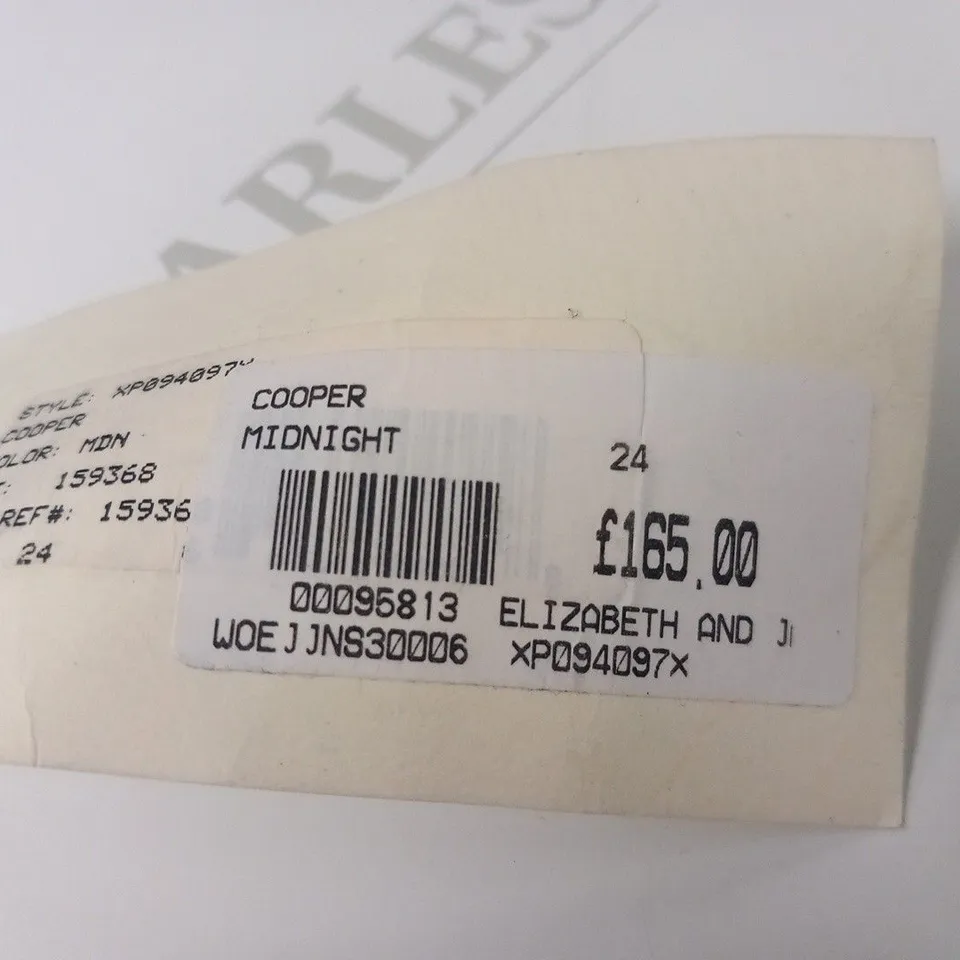 ARLES
STYLE: XP094097
COOPER
OLOR: MDN
T: 159368
REF#: 15936
24
COOPER
MIDNIGHT
24
£165.00
00095813 ELIZABETH AND J
WOEJJNS30006 XP094097X